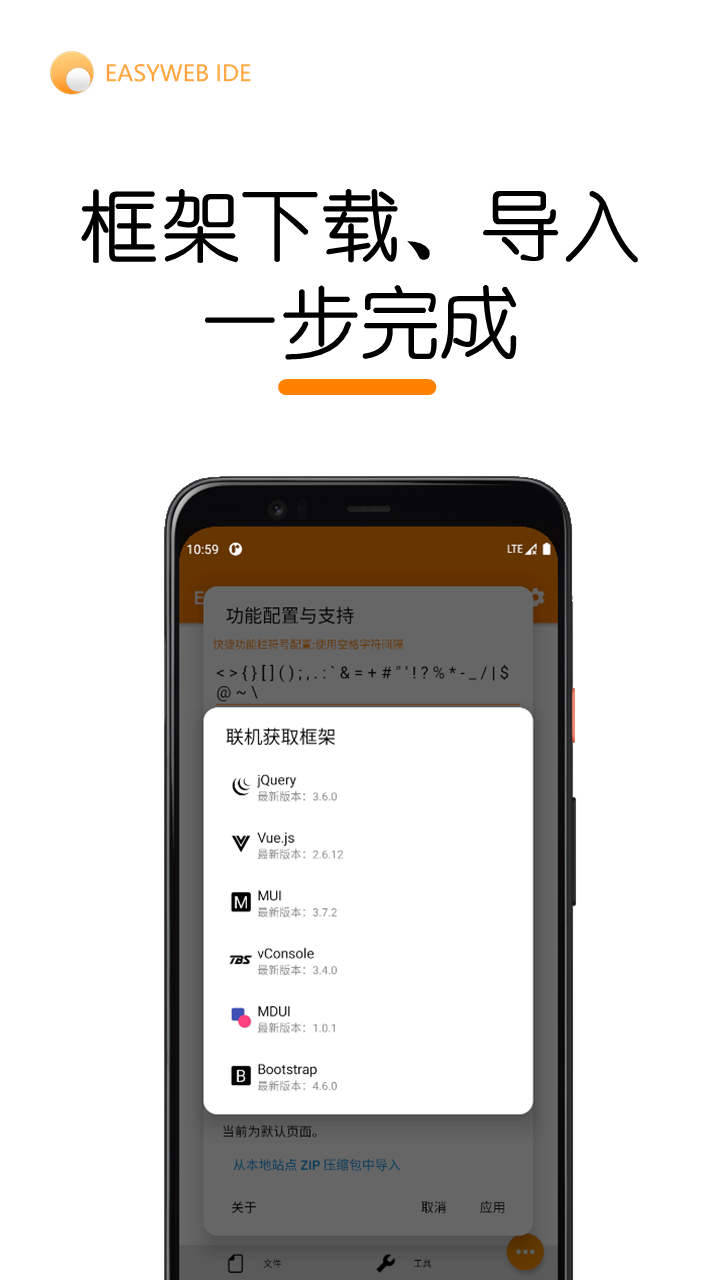 EASYWEB IDE
框架下载、导入
一步完成
10:59
LTE
E
功能配置与支持
快捷功能栏符号配置:使用空格字符间隔
< > { } [ ] ( ) ; , . : ` & = + # " ' ! ? % * - _ / | $
@ ~ \
联机获取框架
jQuery
最新版本：3.6.0
Vue.js
最新版本：2.6.12
M
MUI
最新版本：3.7.2
TBS
vConsole
最新版本：3.4.0
MDUI
最新版本：1.0.1
B
Bootstrap
最新版本：4.6.0
当前为默认页面。
从本地站点 ZIP 压缩包中导入
关于 取消 应用
文件 工具